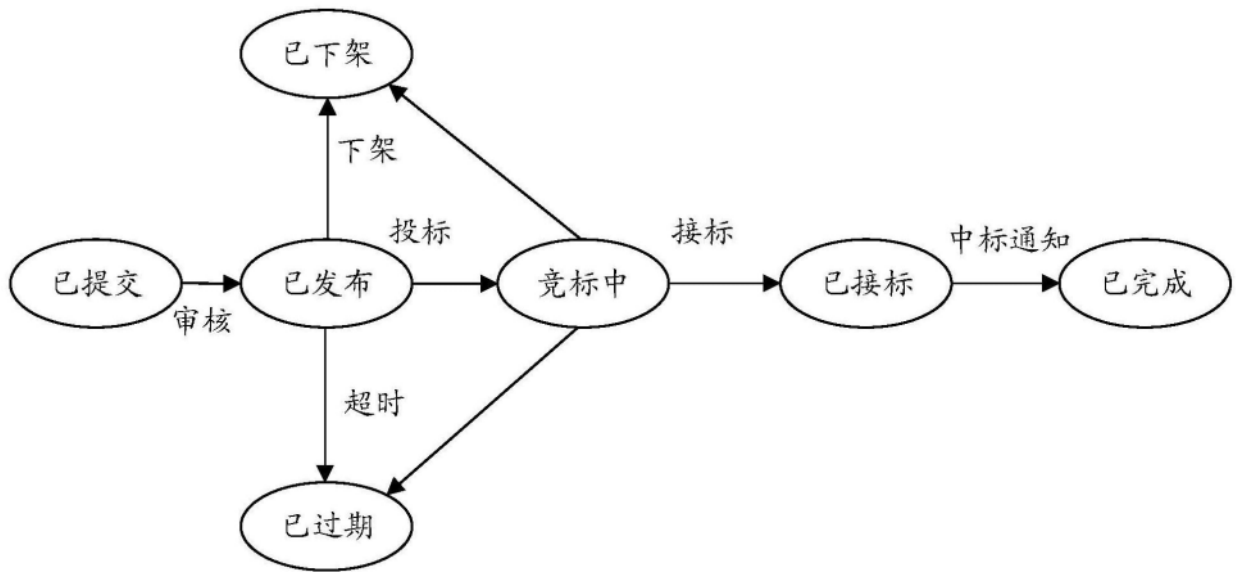 已下架
下架
投标
接标
中标通知
已提交
已发布
竞标中
已接标
已完成
审核
超时
已过期